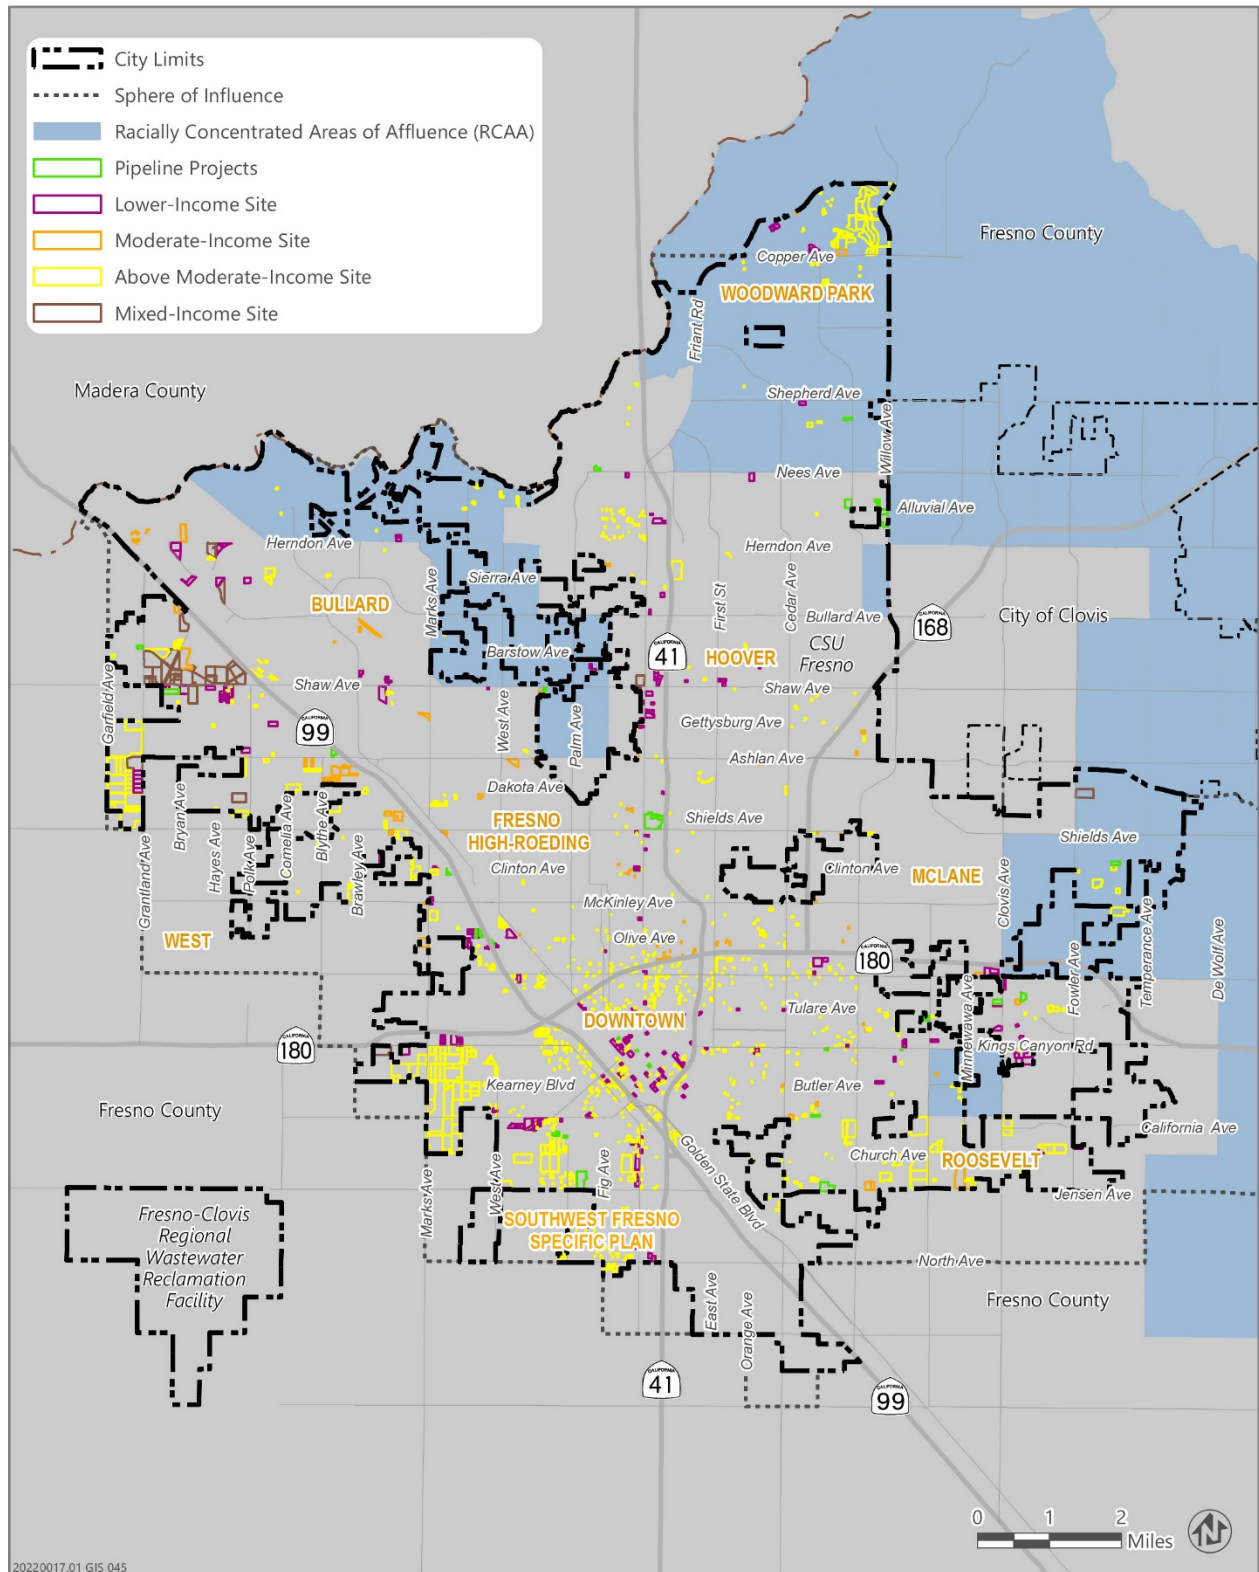 City Limits
Sphere of Influence
Racially Concentrated Areas of Affluence (RCAA)
Pipeline Projects
Lower-Income Site
Moderate-Income Site
Above Moderate-Income Site
Mixed-Income Site
Fresno County
Copper Ave
WOODWARD PARK
Friant Rd
Madera County
Shepherd Ave
Willow Ave
Nees Ave
Alluvial Ave
Herndon Ave
Herndon Ave
Sierra Ave
BULLARD
Marks Ave
First St
Cedar Ave
Bullard Ave
CALIFORNIA
168
City of Clovis
CSU
Fresno
Barstow Ave
CALIFORNIA
41
HOOVER
Shaw Ave
Shaw Ave
Garfield Ave
CALIFORNIA
99
West Ave
Palm Ave
Gettysburg Ave
Ashlan Ave
Dakota Ave
FRESNO
HIGH-ROEDING
Shields Ave
Shields Ave
Grantland Ave
Bryan Ave
Hayes Ave
Polk Ave
Cornelia Ave
Blythe Ave
Brawley Ave
Clinton Ave
Clinton Ave
MCLANE
Clovis Ave
McKinley Ave
WEST
Olive Ave
CALIFORNIA
180
Minnewawa Ave
Fowler Ave
Temperance Ave
DeWolf Ave
DOWNTOWN
Tulare Ave
CALIFORNIA
180
Kings Canyon Rd
Kearney Blvd
Butler Ave
Fresno County
California Ave
Church Ave
ROOSEVELT
Golden State Blvd
Marks Ave
West Ave
Fig Ave
Jensen Ave
SOUTHWEST FRESNO
SPECIFIC PLAN
Fresno-Clovis
Regional
Wastewater
Reclamation
Facility
North Ave
East Ave
Orange Ave
Fresno County
CALIFORNIA
41
CALIFORNIA
99
0 1 2
Miles
N
20220017.01 GIS 045